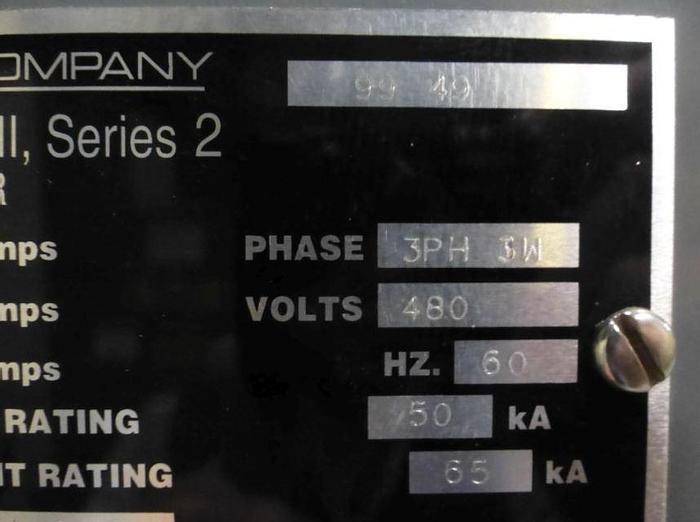 OMPANY
99 49
II, Series 2
R
mps PHASE 3PH 3W
mps VOLTS 480
mps HZ. 60
RATING 50 kA
IT RATING 65 kA